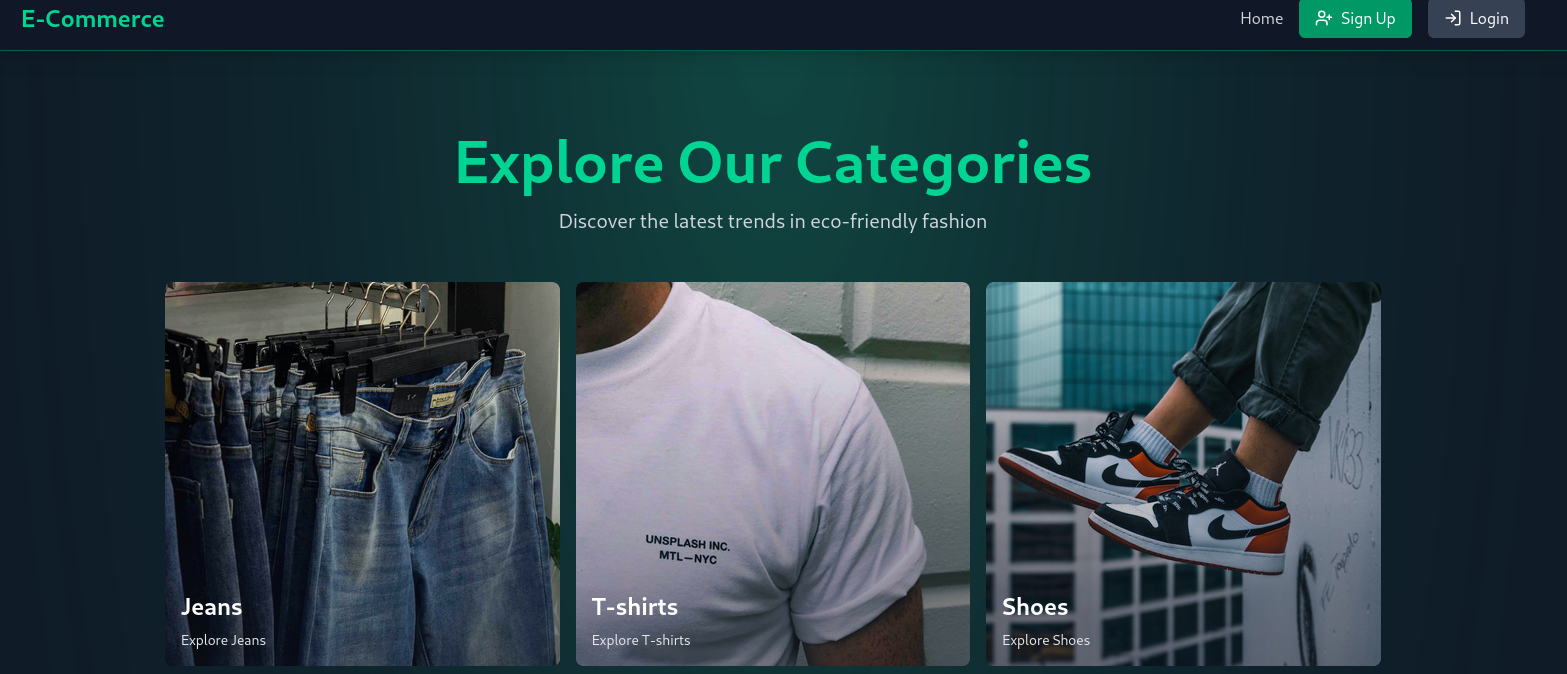 E-Commerce
Home
Sign Up
Login
Explore Our Categories
Discover the latest trends in eco-friendly fashion
UNSPLASH INC.
MTL—NYC
Jeans
Explore Jeans
T-shirts
Explore T-shirts
Shoes
Explore Shoes